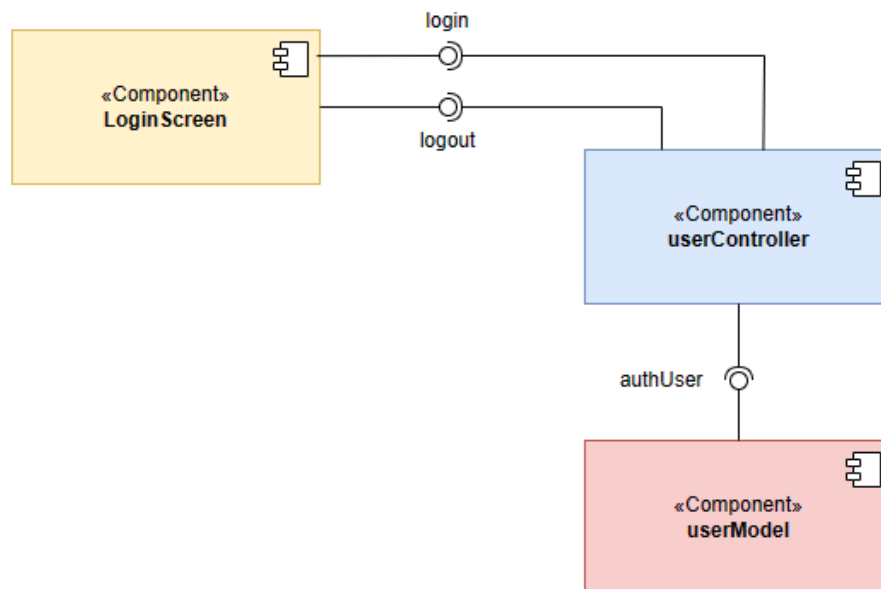 login
«Component»
LoginScreen
logout
«Component»
userController
authUser
«Component»
userModel